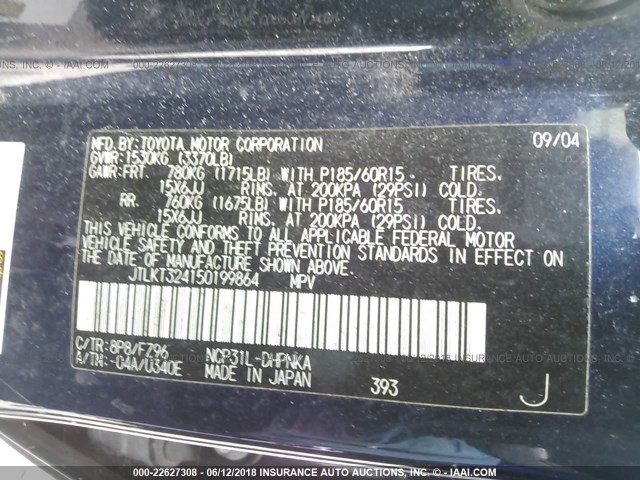 MFD.BY:TOYOTA MOTOR CORPORATION 09/04
GVWR:1530KG (3370LB)
GAWR:FRT. 780KG (1715LB) WITH P185/60R15 - TIRES,
15X6JJ RIMS, AT 200KPA (29PSI) COLD.
RR. 760KG (1675LB) WITH P185/60R15 TIRES,
15X6JJ RIMS, AT 200KPA (29PSI) COLD.
THIS VEHICLE CONFORMS TO ALL APPLICABLE FEDERAL MOTOR
VEHICLE SAFETY AND THEFT PREVENTION STANDARDS IN EFFECT ON
THE DATE OF MANUFACTURE SHOWN ABOVE.
JTLKT324150199864 MPV
C/TR:8P8/FZ96 NCP31L-DHPNKA
A/TM:-04A/U340E MADE IN JAPAN 393 J
000-22627308 - 06/12/2018 INSURANCE AUTO AUCTIONS, INC. © - IAAI.COM